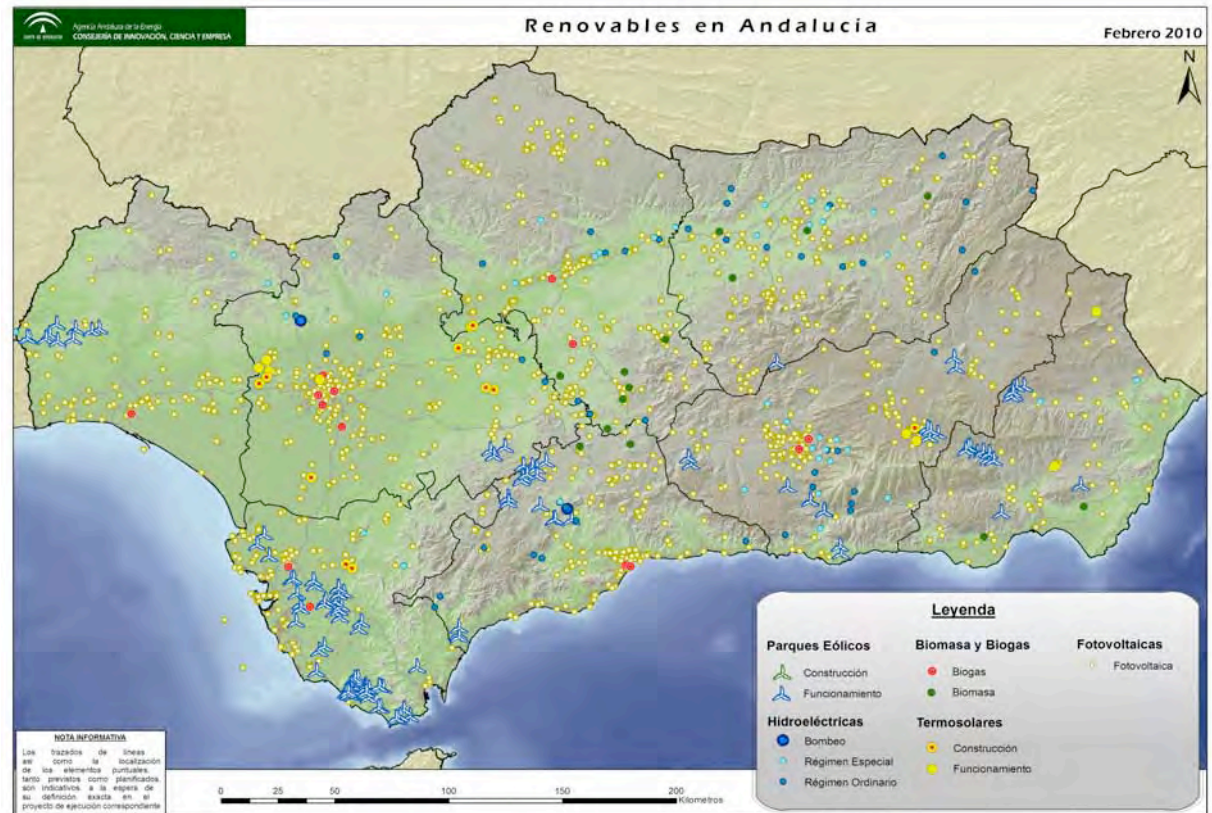 Agencia Andaluza de la Energía
CONSEJERÍA DE INNOVACIÓN, CIENCIA Y EMPRESA
JUNTA DE ANDALUCIA
Renovables en Andalucía
Febrero 2010
N
Leyenda
Parques Eólicos
Construcción
Funcionamiento
Hidroeléctricas
Bombeo
Régimen Especial
Régimen Ordinario
Biomasa y Biogas
Biogas
Biomasa
Termosolares
Construcción
Funcionamiento
Fotovoltaicas
Fotovoltaica
NOTA INFORMATIVA
Los trazados de líneas
así como la localización
de los elementos puntuales,
tanto previstos como planificados,
son indicativos a la espera de
su definición exacta en el
proyecto de ejecución correspondiente
0 25 50 100 150 200
Kilometros